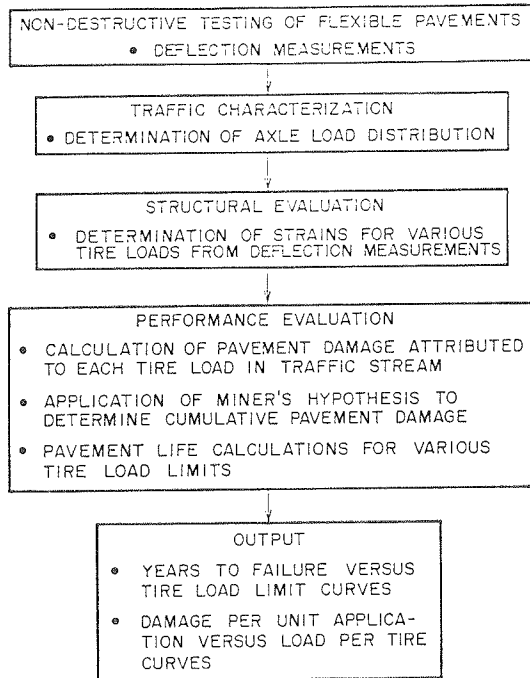 NON-DESTRUCTIVE TESTING OF FLEXIBLE PAVEMENTS
• DEFLECTION MEASUREMENTS
TRAFFIC CHARACTERIZATION
• DETERMINATION OF AXLE LOAD DISTRIBUTION
STRUCTURAL EVALUATION
• DETERMINATION OF STRAINS FOR VARIOUS
TIRE LOADS FROM DEFLECTION MEASUREMENTS
PERFORMANCE EVALUATION
• CALCULATION OF PAVEMENT DAMAGE ATTRIBUTED
TO EACH TIRE LOAD IN TRAFFIC STREAM
• APPLICATION OF MINER'S HYPOTHESIS TO
DETERMINE CUMULATIVE PAVEMENT DAMAGE
• PAVEMENT LIFE CALCULATIONS FOR VARIOUS
TIRE LOAD LIMITS
OUTPUT
• YEARS TO FAILURE VERSUS
TIRE LOAD LIMIT CURVES
• DAMAGE PER UNIT APPLICA-
TION VERSUS LOAD PER TIRE
CURVES